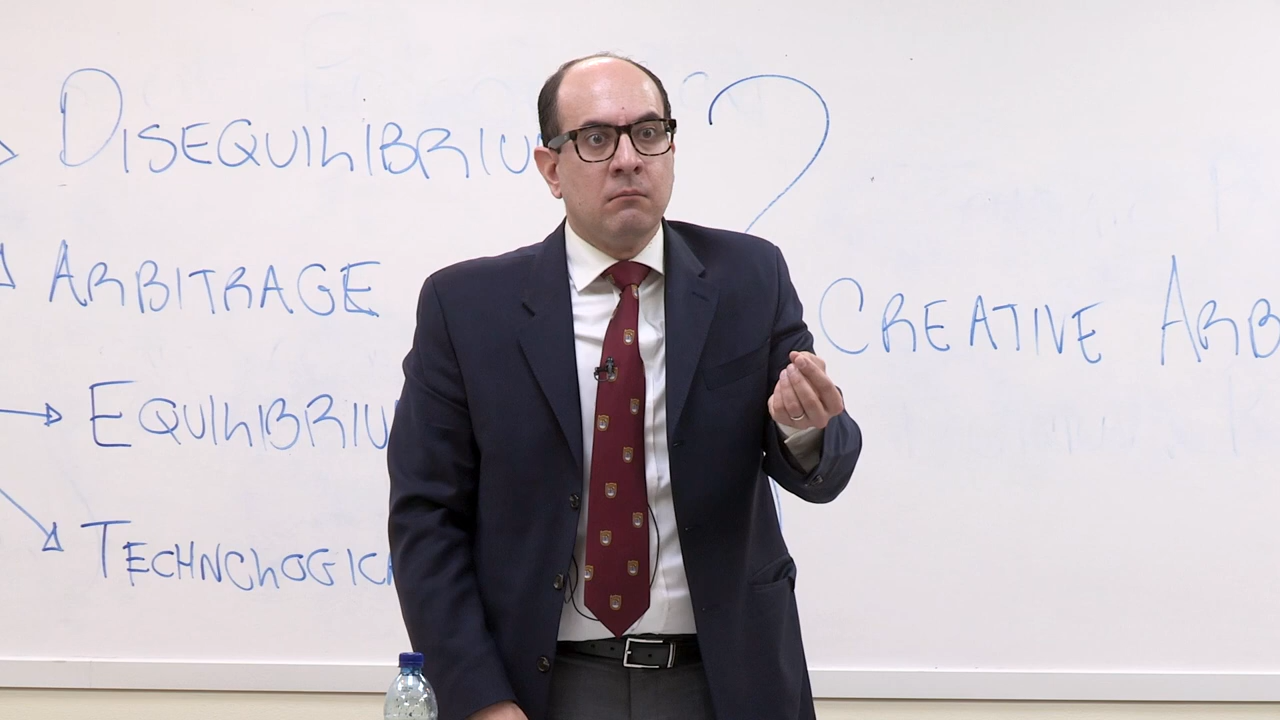 DISEQUILIBRIU
?
ARBITRAGE
CREATIVE ARB
EQUILIBRIU
TECHNOLOGICA